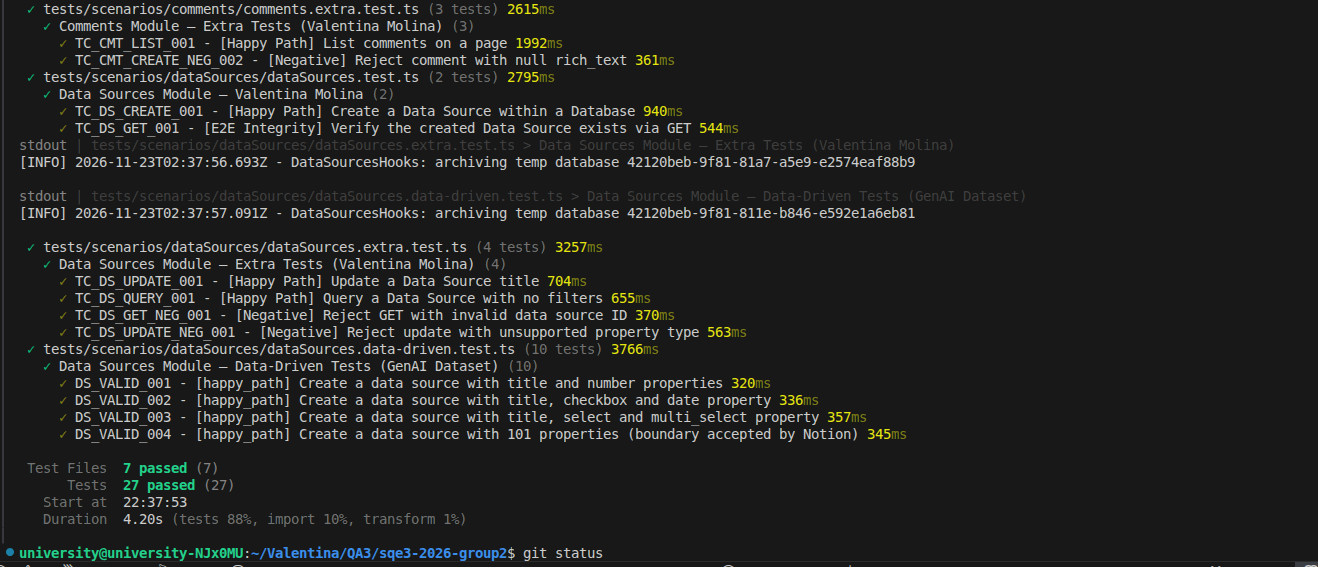 ✓ tests/scenarios/comments/comments.extra.test.ts (3 tests) 2615ms
✓ Comments Module – Extra Tests (Valentina Molina) (3)
✓ TC_CMT_LIST_001 - [Happy Path] List comments on a page 1992ms
✓ TC_CMT_CREATE_NEG_002 - [Negative] Reject comment with null rich_text 361ms
✓ tests/scenarios/dataSources/dataSources.test.ts (2 tests) 2795ms
✓ Data Sources Module – Valentina Molina (2)
✓ TC_DS_CREATE_001 - [Happy Path] Create a Data Source within a Database 940ms
✓ TC_DS_GET_001 - [E2E Integrity] Verify the created Data Source exists via GET 544ms
stdout | tests/scenarios/dataSources/dataSources.extra.test.ts > Data Sources Module – Extra Tests (Valentina Molina)
[INFO] 2026-11-23T02:37:56.693Z - DataSourcesHooks: archiving temp database 42120beb-9f81-81a7-a5e9-e2574eaf88b9
stdout | tests/scenarios/dataSources/dataSources.data-driven.test.ts > Data Sources Module – Data-Driven Tests (GenAI Dataset)
[INFO] 2026-11-23T02:37:57.091Z - DataSourcesHooks: archiving temp database 42120beb-9f81-811e-b846-e592e1a6eb81
✓ tests/scenarios/dataSources/dataSources.extra.test.ts (4 tests) 3257ms
✓ Data Sources Module – Extra Tests (Valentina Molina) (4)
✓ TC_DS_UPDATE_001 - [Happy Path] Update a Data Source title 704ms
✓ TC_DS_QUERY_001 - [Happy Path] Query a Data Source with no filters 655ms
✓ TC_DS_GET_NEG_001 - [Negative] Reject GET with invalid data source ID 370ms
✓ TC_DS_UPDATE_NEG_001 - [Negative] Reject update with unsupported property type 563ms
✓ tests/scenarios/dataSources/dataSources.data-driven.test.ts (10 tests) 3766ms
✓ Data Sources Module – Data-Driven Tests (GenAI Dataset) (10)
✓ DS_VALID_001 - [happy_path] Create a data source with title and number properties 320ms
✓ DS_VALID_002 - [happy_path] Create a data source with title, checkbox and date property 336ms
✓ DS_VALID_003 - [happy_path] Create a data source with title, select and multi_select property 357ms
✓ DS_VALID_004 - [happy_path] Create a data source with 101 properties (boundary accepted by Notion) 345ms
Test Files 7 passed (7)
Tests 27 passed (27)
Start at 22:37:53
Duration 4.20s (tests 88%, import 10%, transform 1%)
university@university-NJx0MU:~/Valentina/QA3/sqe3-2026-group2$ git status